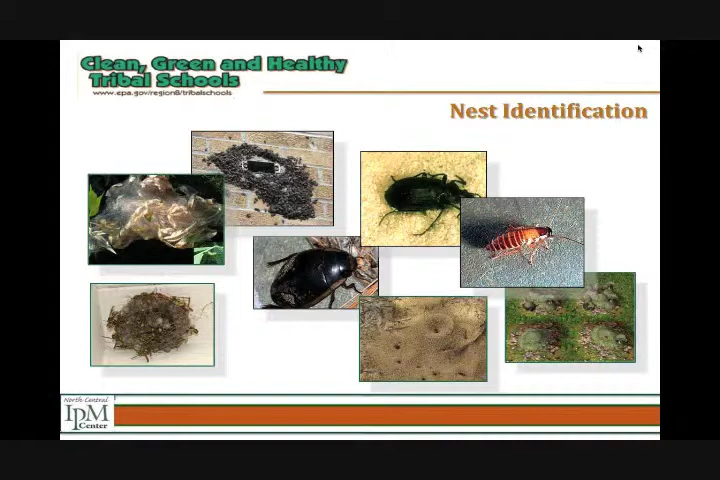 Clean, Green and Healthy
Tribal Schools
www.epa.gov/region8/tribalschools
Nest Identification
North Central
IPM
Center